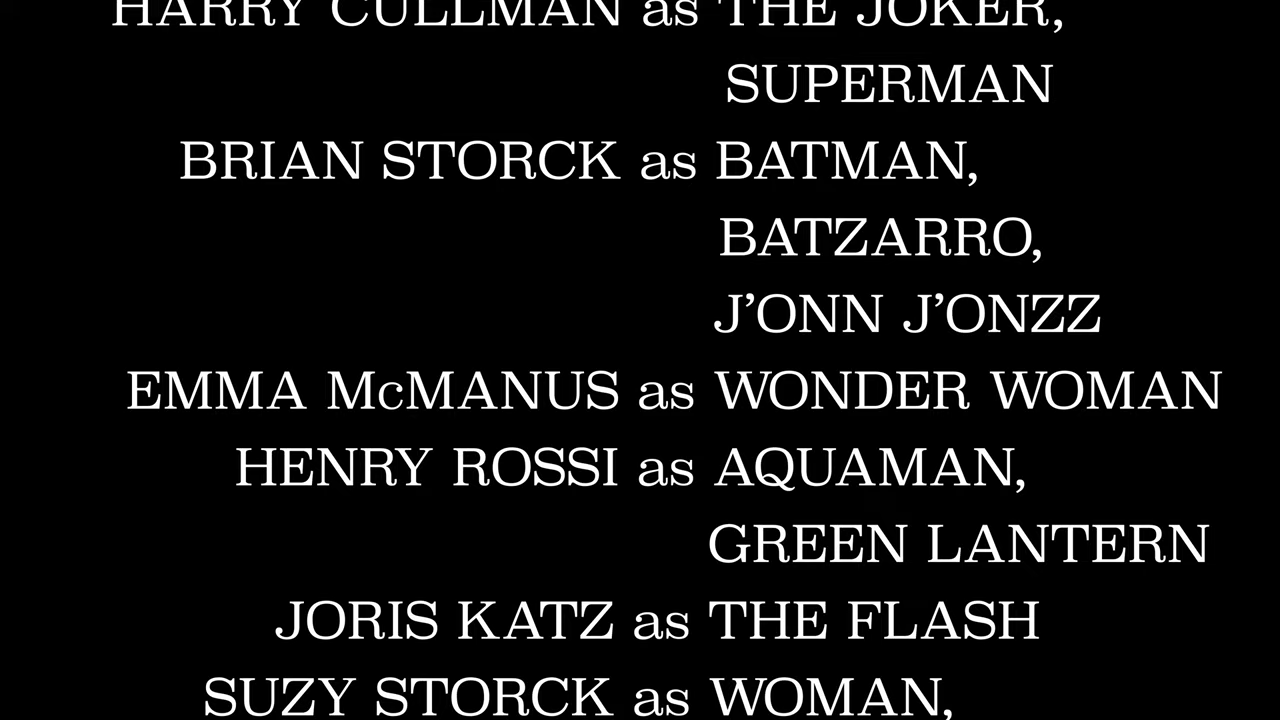 HARRY CULLMAN as THE JOKER,
SUPERMAN
BRIAN STORCK as BATMAN,
BATZARRO,
J’ONN J’ONZZ
EMMA McMANUS as WONDER WOMAN
HENRY ROSSI as AQUAMAN,
GREEN LANTERN
JORIS KATZ as THE FLASH
SUZY STORCK as WOMAN,